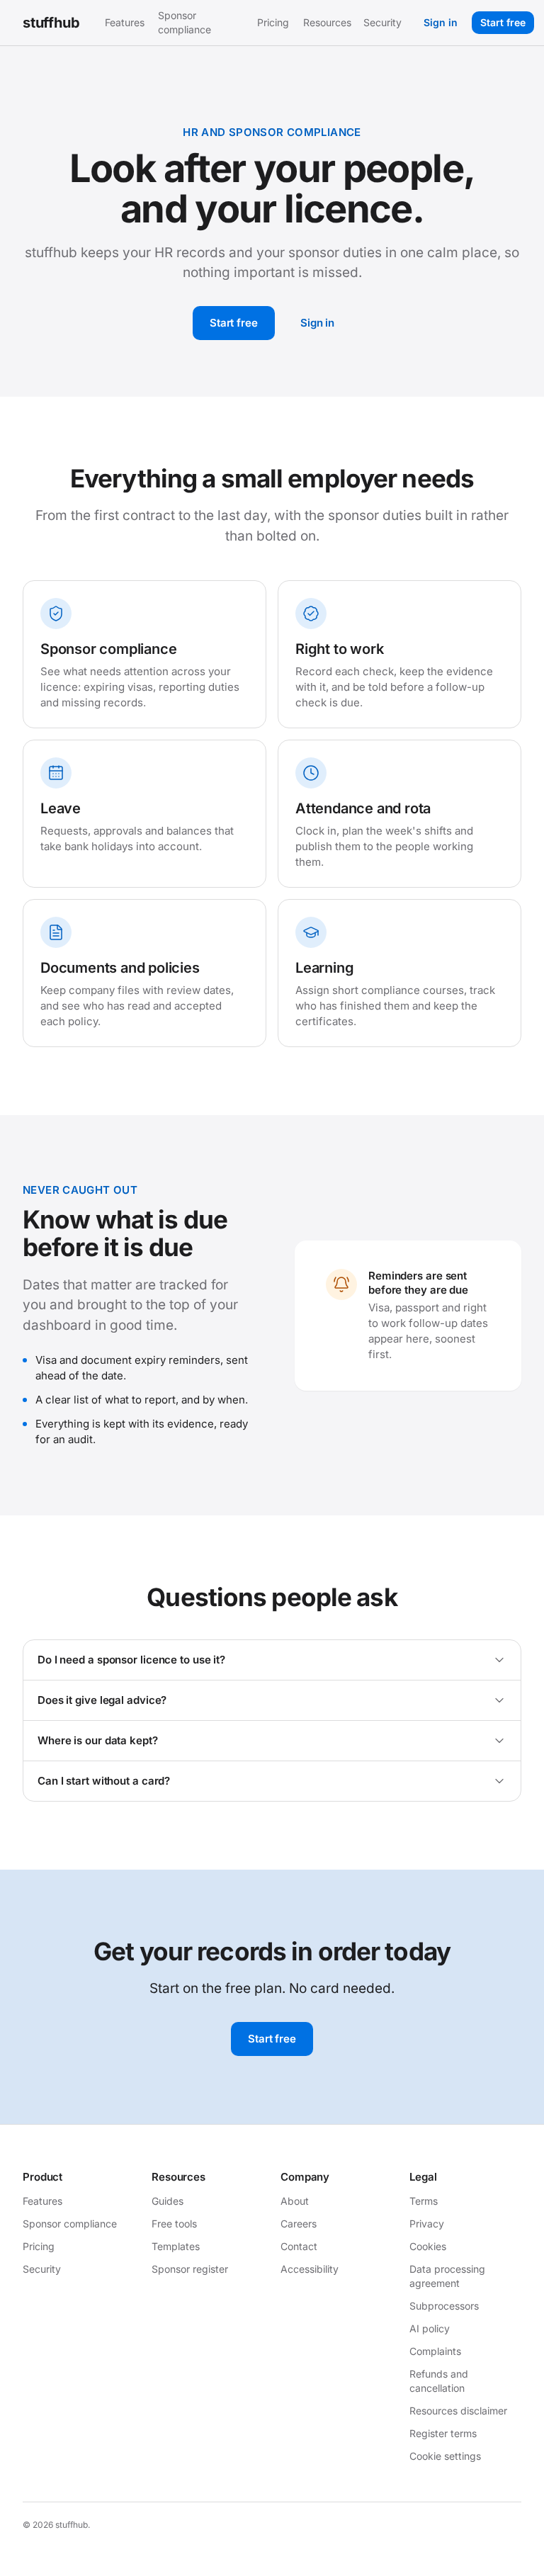 stuffhub
Features
Sponsor
compliance
Pricing
Resources
Security
Sign in
Start free
HR AND SPONSOR COMPLIANCE
Look after your people,
and your licence.
stuffhub keeps your HR records and your sponsor duties in one calm place, so
nothing important is missed.
Start free
Sign in
Everything a small employer needs
From the first contract to the last day, with the sponsor duties built in rather
than bolted on.
Sponsor compliance
See what needs attention across your
licence: expiring visas, reporting duties
and missing records.
Right to work
Record each check, keep the evidence
with it, and be told before a follow-up
check is due.
Leave
Requests, approvals and balances that
take bank holidays into account.
Attendance and rota
Clock in, plan the week's shifts and
publish them to the people working
them.
Documents and policies
Keep company files with review dates,
and see who has read and accepted
each policy.
Learning
Assign short compliance courses, track
who has finished them and keep the
certificates.
NEVER CAUGHT OUT
Know what is due
before it is due
Dates that matter are tracked for
you and brought to the top of your
dashboard in good time.
Visa and document expiry reminders, sent
ahead of the date.
A clear list of what to report, and by when.
Everything is kept with its evidence, ready
for an audit.
Reminders are sent
before they are due
Visa, passport and right
to work follow-up dates
appear here, soonest
first.
Questions people ask
Do I need a sponsor licence to use it?
Does it give legal advice?
Where is our data kept?
Can I start without a card?
Get your records in order today
Start on the free plan. No card needed.
Start free
Product
Features
Sponsor compliance
Pricing
Security
Resources
Guides
Free tools
Templates
Sponsor register
Company
About
Careers
Contact
Accessibility
Legal
Terms
Privacy
Cookies
Data processing
agreement
Subprocessors
AI policy
Complaints
Refunds and
cancellation
Resources disclaimer
Register terms
Cookie settings
© 2026 stuffhub.